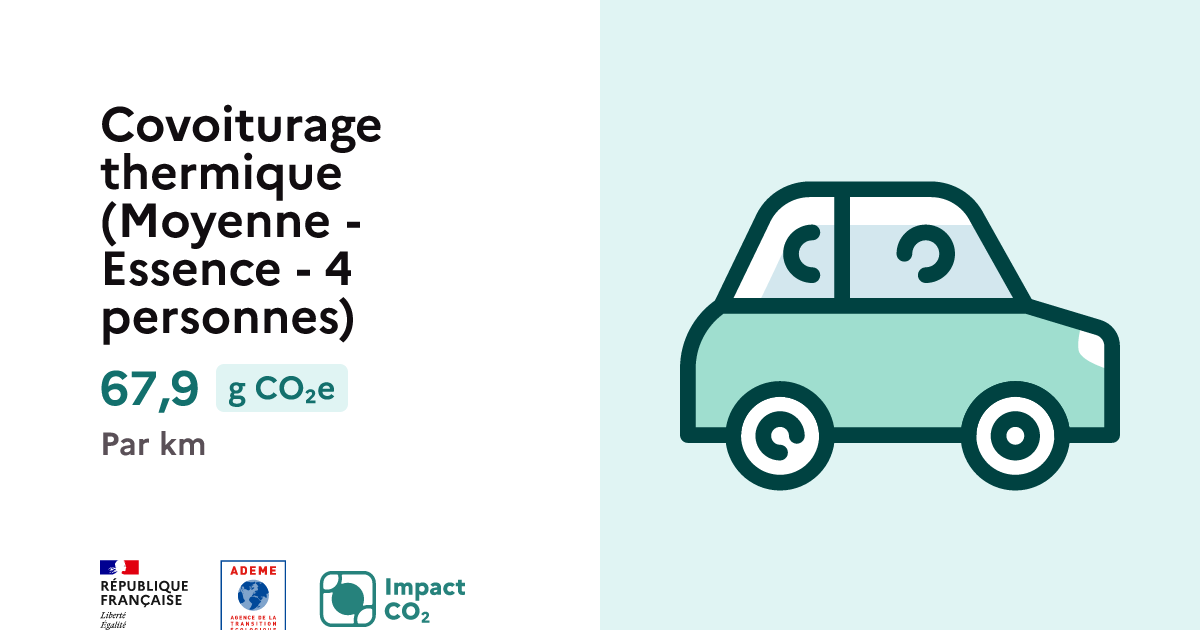 Covoiturage
thermique
(Moyenne -
Essence - 4
personnes)
67,9 g CO₂e
Par km
RÉPUBLIQUE
FRANÇAISE
Liberté
Égalité
ADEME
AGENCE DE LA
TRANSITION
ÉCOLOGIQUE
Impact
CO₂